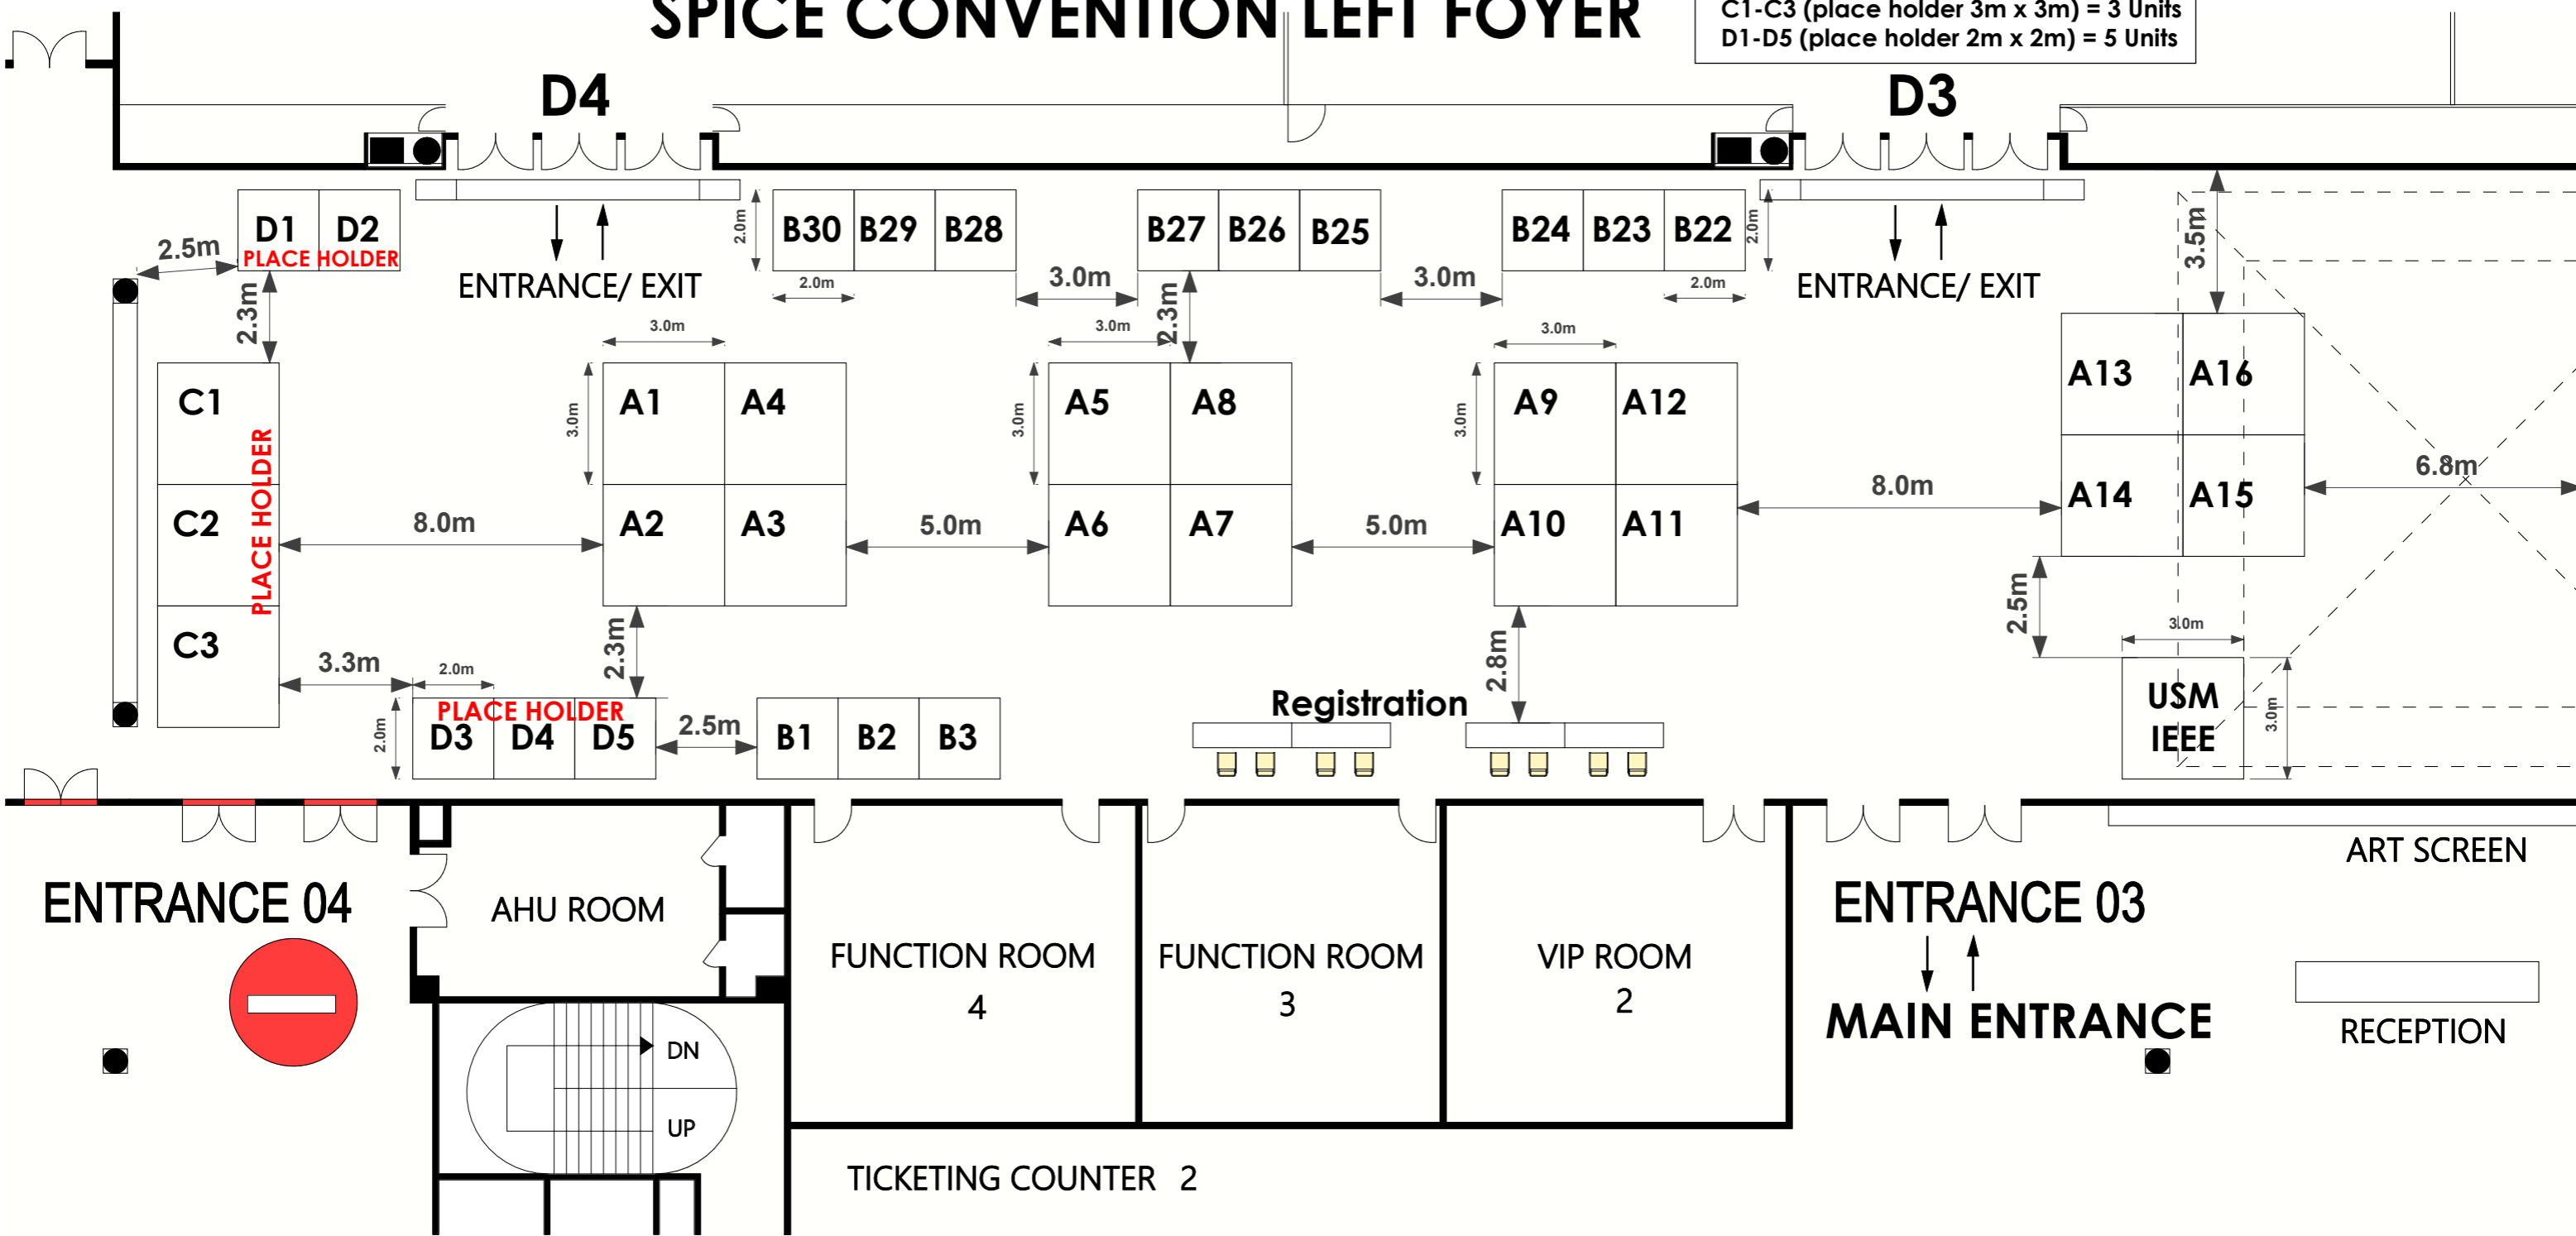 SPICE CONVENTION LEFT FOYER
C1-C3 (place holder 3m x 3m) = 3 Units
D1-D5 (place holder 2m x 2m) = 5 Units
D4
D3
D1 D2
PLACE HOLDER
2.5m
2.3m
ENTRANCE/ EXIT
2.0m
B30 B29 B28
2.0m
3.0m
B27 B26 B25
2.3m
3.0m
B24 B23 B22
2.0m
2.0m
ENTRANCE/ EXIT
3.5m
C1
C2
C3
PLACE HOLDER
8.0m
3.0m
3.0m
A1 A4
A2 A3
5.0m
3.0m
3.0m
A5 A8
A6 A7
5.0m
3.0m
3.0m
A9 A12
A10 A11
8.0m
A13 A16
A14 A15
6.8m
3.3m
2.0m
2.0m
PLACE HOLDER
D3 D4 D5
2.3m
2.5m
B1 B2 B3
Registration
2.8m
2.5m
3.0m
3.0m
USM
IEEE
ART SCREEN
ENTRANCE 04
AHU ROOM
DN
UP
FUNCTION ROOM
4
FUNCTION ROOM
3
VIP ROOM
2
ENTRANCE 03
MAIN ENTRANCE
RECEPTION
TICKETING COUNTER 2